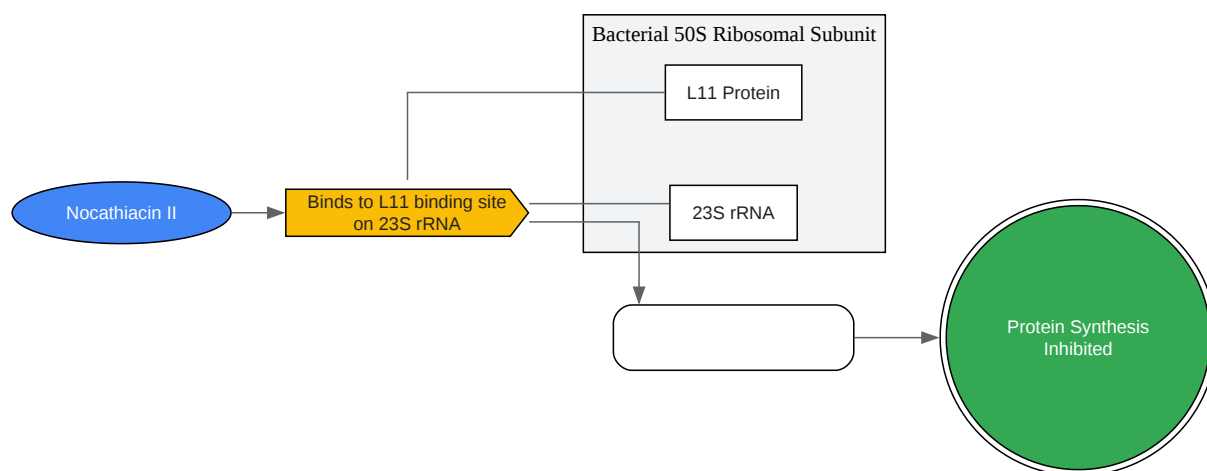 Bacterial 50S Ribosomal Subunit
L11 Protein
Nocathiacin II
Binds to L11 binding site
on 23S rRNA
23S rRNA
Protein Synthesis
Inhibited